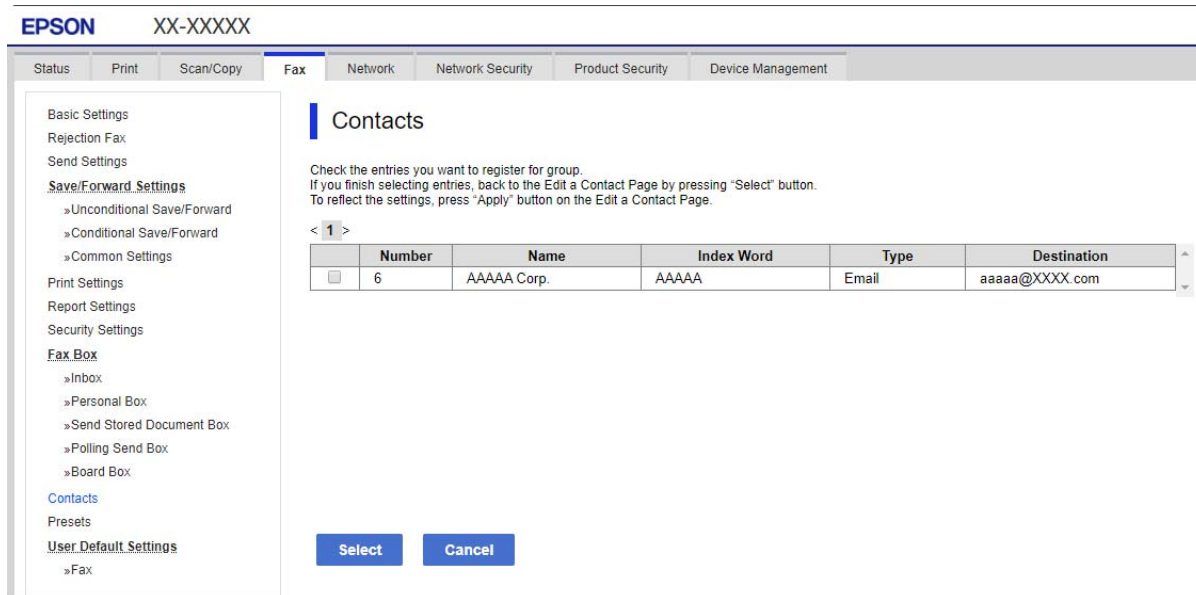 EPSON XX-XXXXX
Status Print Scan/Copy Fax Network Network Security Product Security Device Management
Basic Settings
Rejection Fax
Send Settings
Save/Forward Settings
»Unconditional Save/Forward
»Conditional Save/Forward
»Common Settings
Print Settings
Report Settings
Security Settings
Fax Box
»Inbox
»Personal Box
»Send Stored Document Box
»Polling Send Box
»Board Box
Contacts
Presets
User Default Settings
»Fax
Contacts
Check the entries you want to register for group.
If you finish selecting entries, back to the Edit a Contact Page by pressing “Select” button.
To reflect the settings, press “Apply” button on the Edit a Contact Page.
< 1 >
Number Name Index Word Type Destination
6 AAAAA Corp. AAAAA Email aaaaa@XXXX.com
Select Cancel